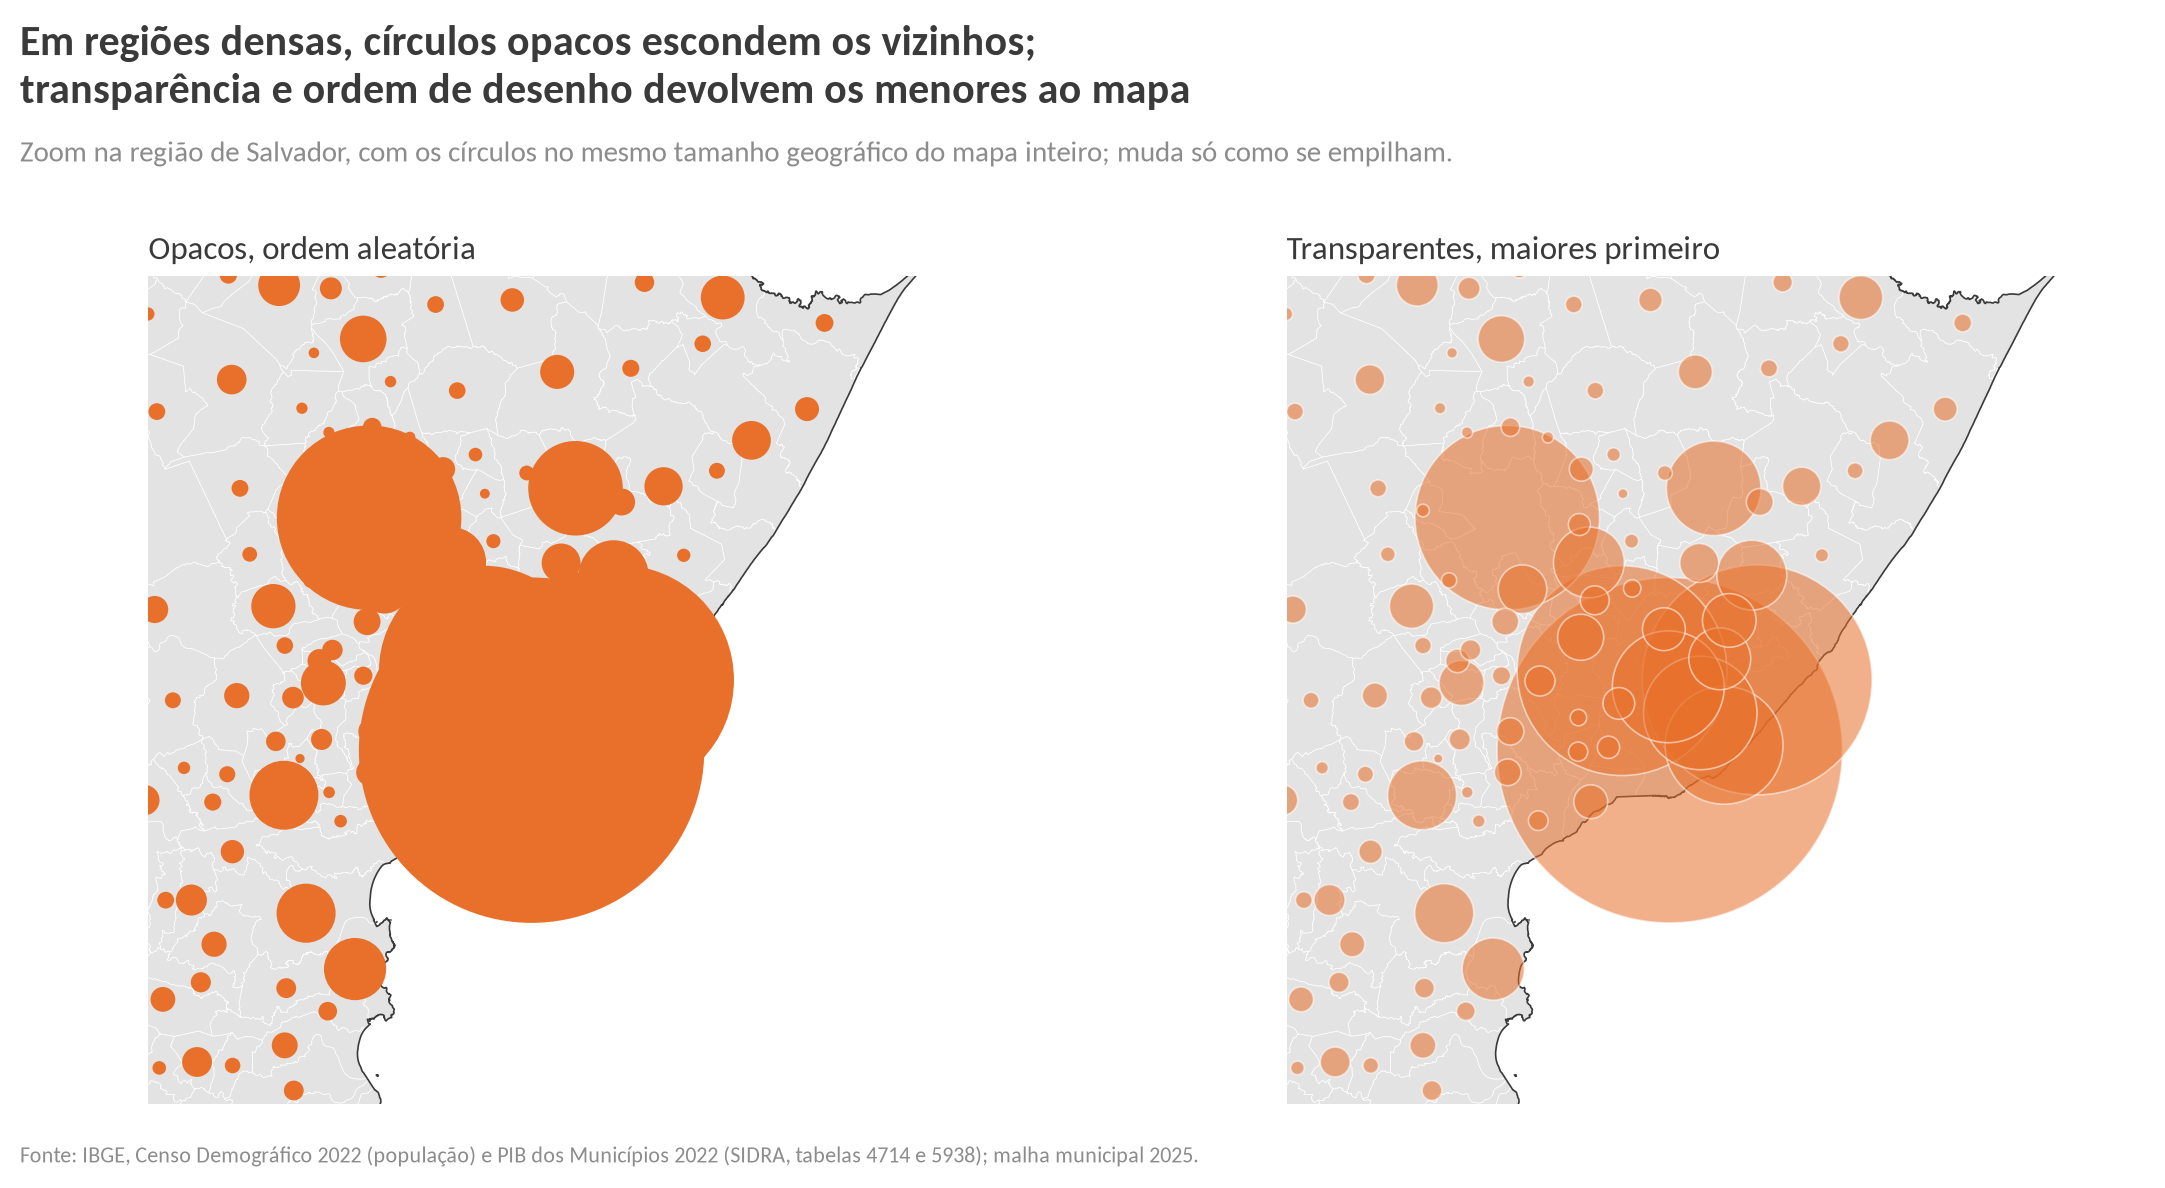 Em regiões densas, círculos opacos escondem os vizinhos;
transparência e ordem de desenho devolvem os menores ao mapa
Zoom na região de Salvador, com os círculos no mesmo tamanho geográfico do mapa inteiro; muda só como se empilham.
Opacos, ordem aleatória
Transparentes, maiores primeiro
Fonte: IBGE, Censo Demográfico 2022 (população) e PIB dos Municípios 2022 (SIDRA, tabelas 4714 e 5938); malha municipal 2025.